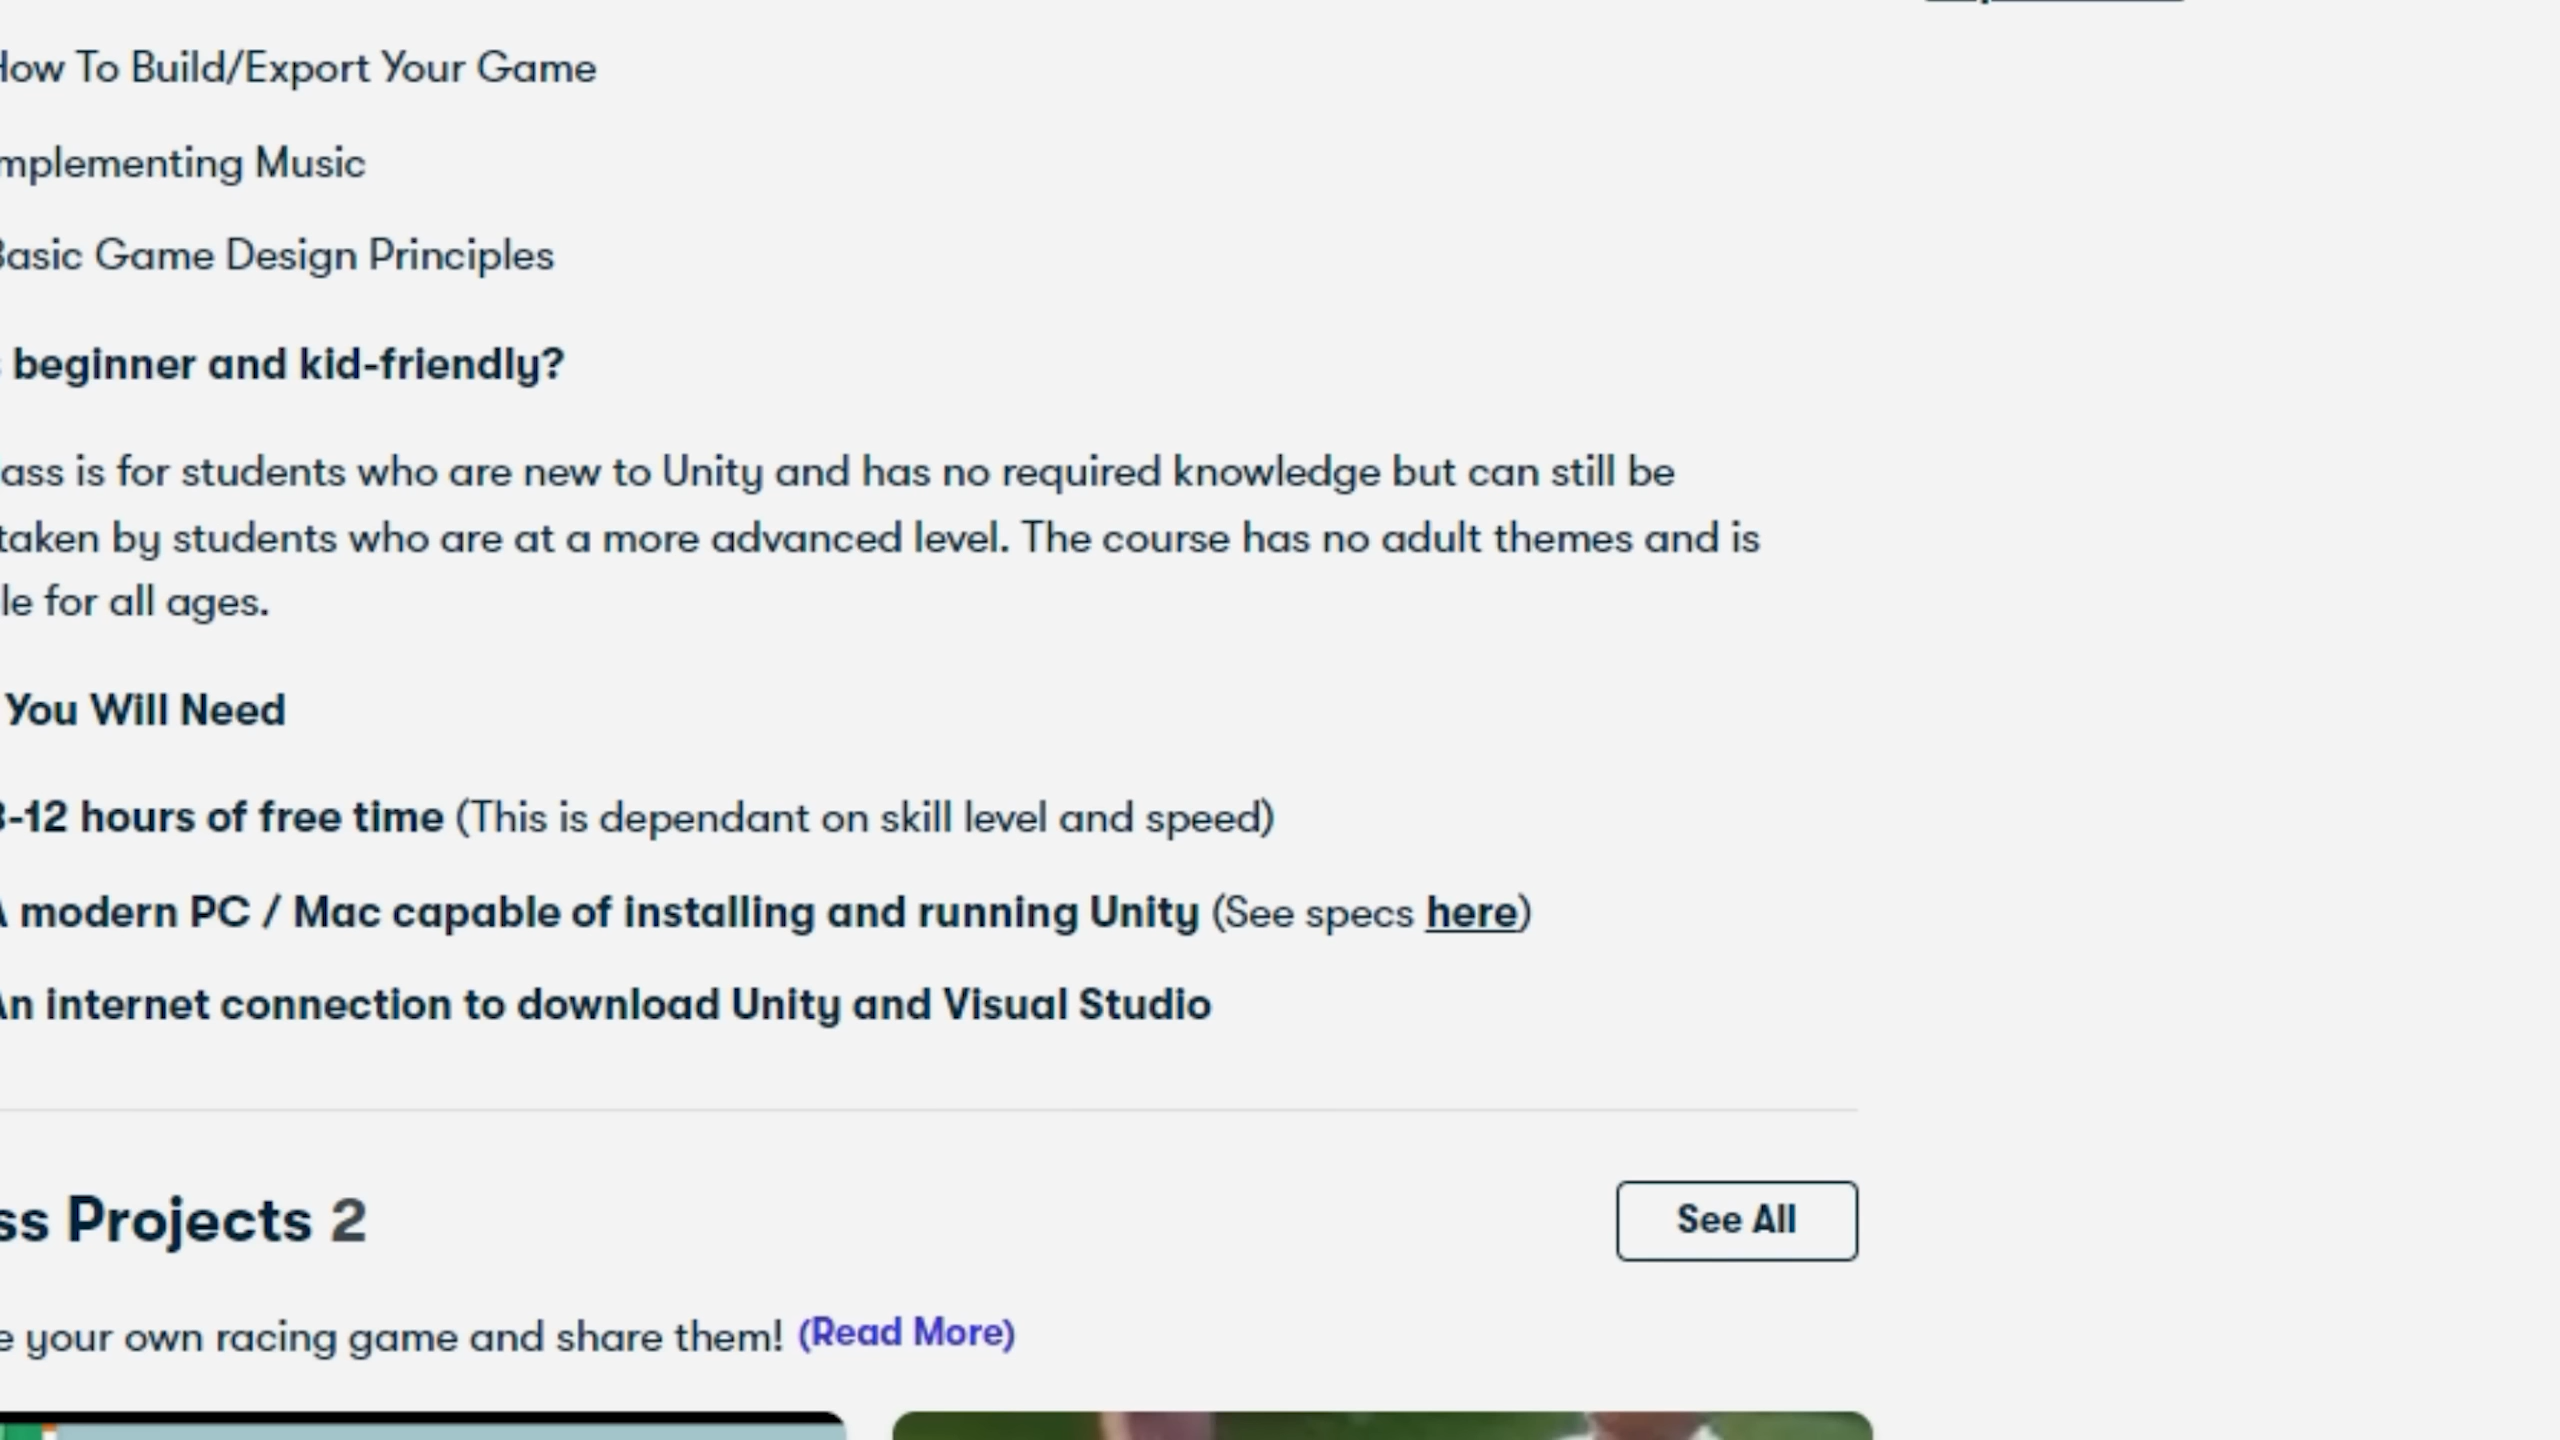 How To Build/Export Your Game
mplementing Music
Basic Game Design Principles
beginner and kid-friendly?
ass is for students who are new to Unity and has no required knowledge but can still be
taken by students who are at a more advanced level. The course has no adult themes and is
le for all ages.
You Will Need
-12 hours of free time (This is dependant on skill level and speed)
A modern PC / Mac capable of installing and running Unity (See specs here)
An internet connection to download Unity and Visual Studio
ss Projects 2
See All
e your own racing game and share them! (Read More)